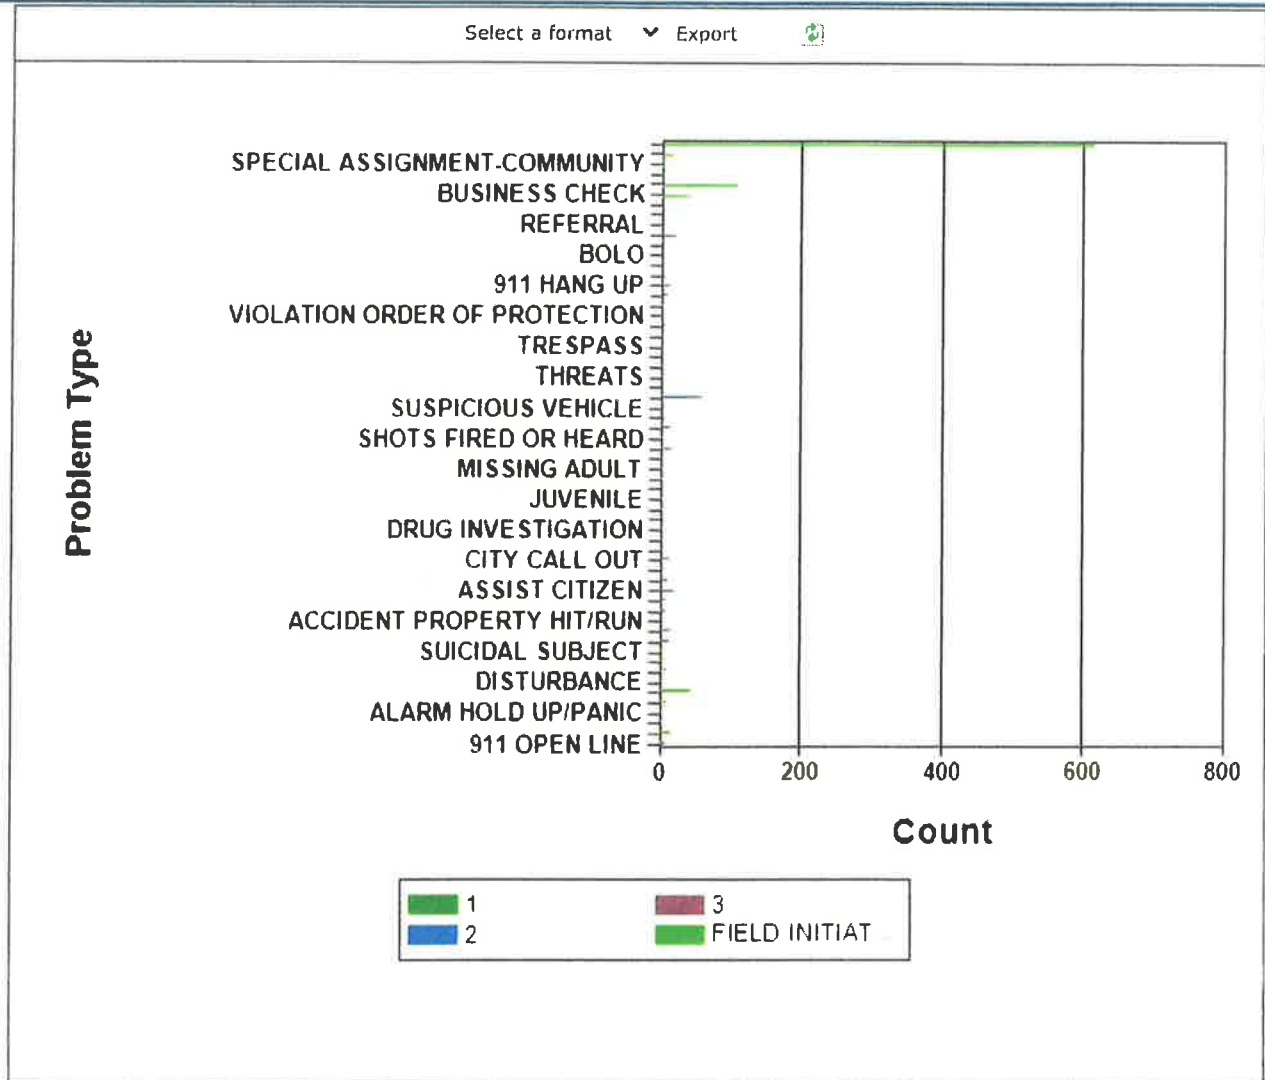 Select a format Export
SPECIAL ASSIGNMENT-COMMUNITY
BUSINESS CHECK
REFERRAL
BOLO
911 HANG UP
VIOLATION ORDER OF PROTECTION
TRESPASS
THREATS
SUSPICIOUS VEHICLE
SHOTS FIRED OR HEARD
MISSING ADULT
JUVENILE
DRUG INVESTIGATION
CITY CALL OUT
ASSIST CITIZEN
ACCIDENT PROPERTY HIT/RUN
SUICIDAL SUBJECT
DISTURBANCE
ALARM HOLD UP/PANIC
911 OPEN LINE
Problem Type
0 200 400 600 800
Count
1 3
2 FIELD INITIAT